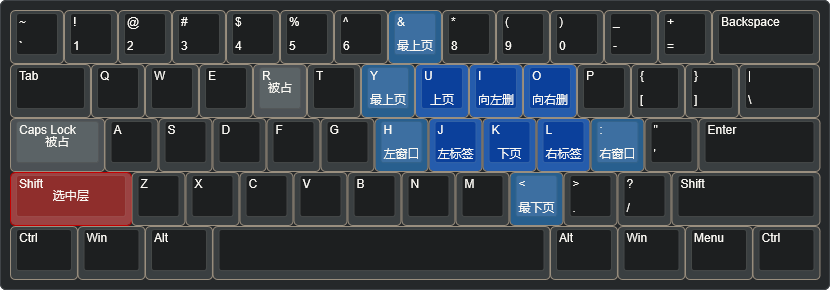 ~ ! @ # $ % ^ & * ( ) _ + Backspace
` 1 2 3 4 5 6 最上页 8 9 0 - =
Tab Q W E R T Y U I O P { } |
被占 最上页 上页 向左删 向右删 [ ] \
Caps Lock A S D F G H J K L : " Enter
被占 左窗口 左标签 下页 右标签 右窗口 '
Shift Z X C V B N M < > ? Shift
选中层 最下页 . /
Ctrl Win Alt Alt Win Menu Ctrl